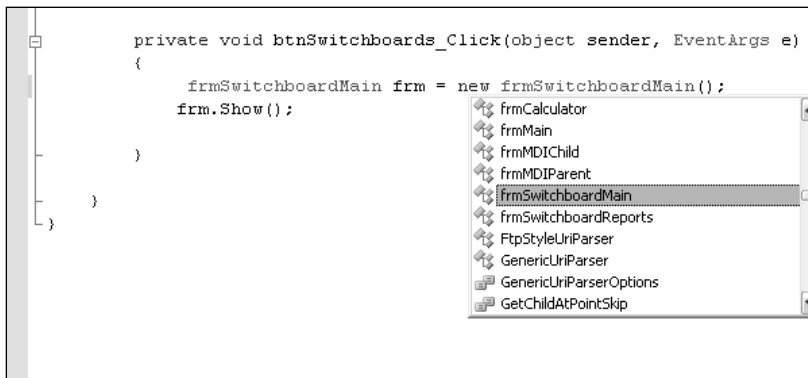 private void btnSwitchboards_Click(object sender, EventArgs e)
{
frmSwitchboardMain frm = new frmSwitchboardMain();
frm.Show();
frmCalculator
frmMain
}
frmMDIChild
frmMDIParent
}
frmSwitchboardMain
frmSwitchboardReports
}
FtpStyleUriParser
GenericUriParser
GenericUriParserOptions
GetChildAtPointSkip